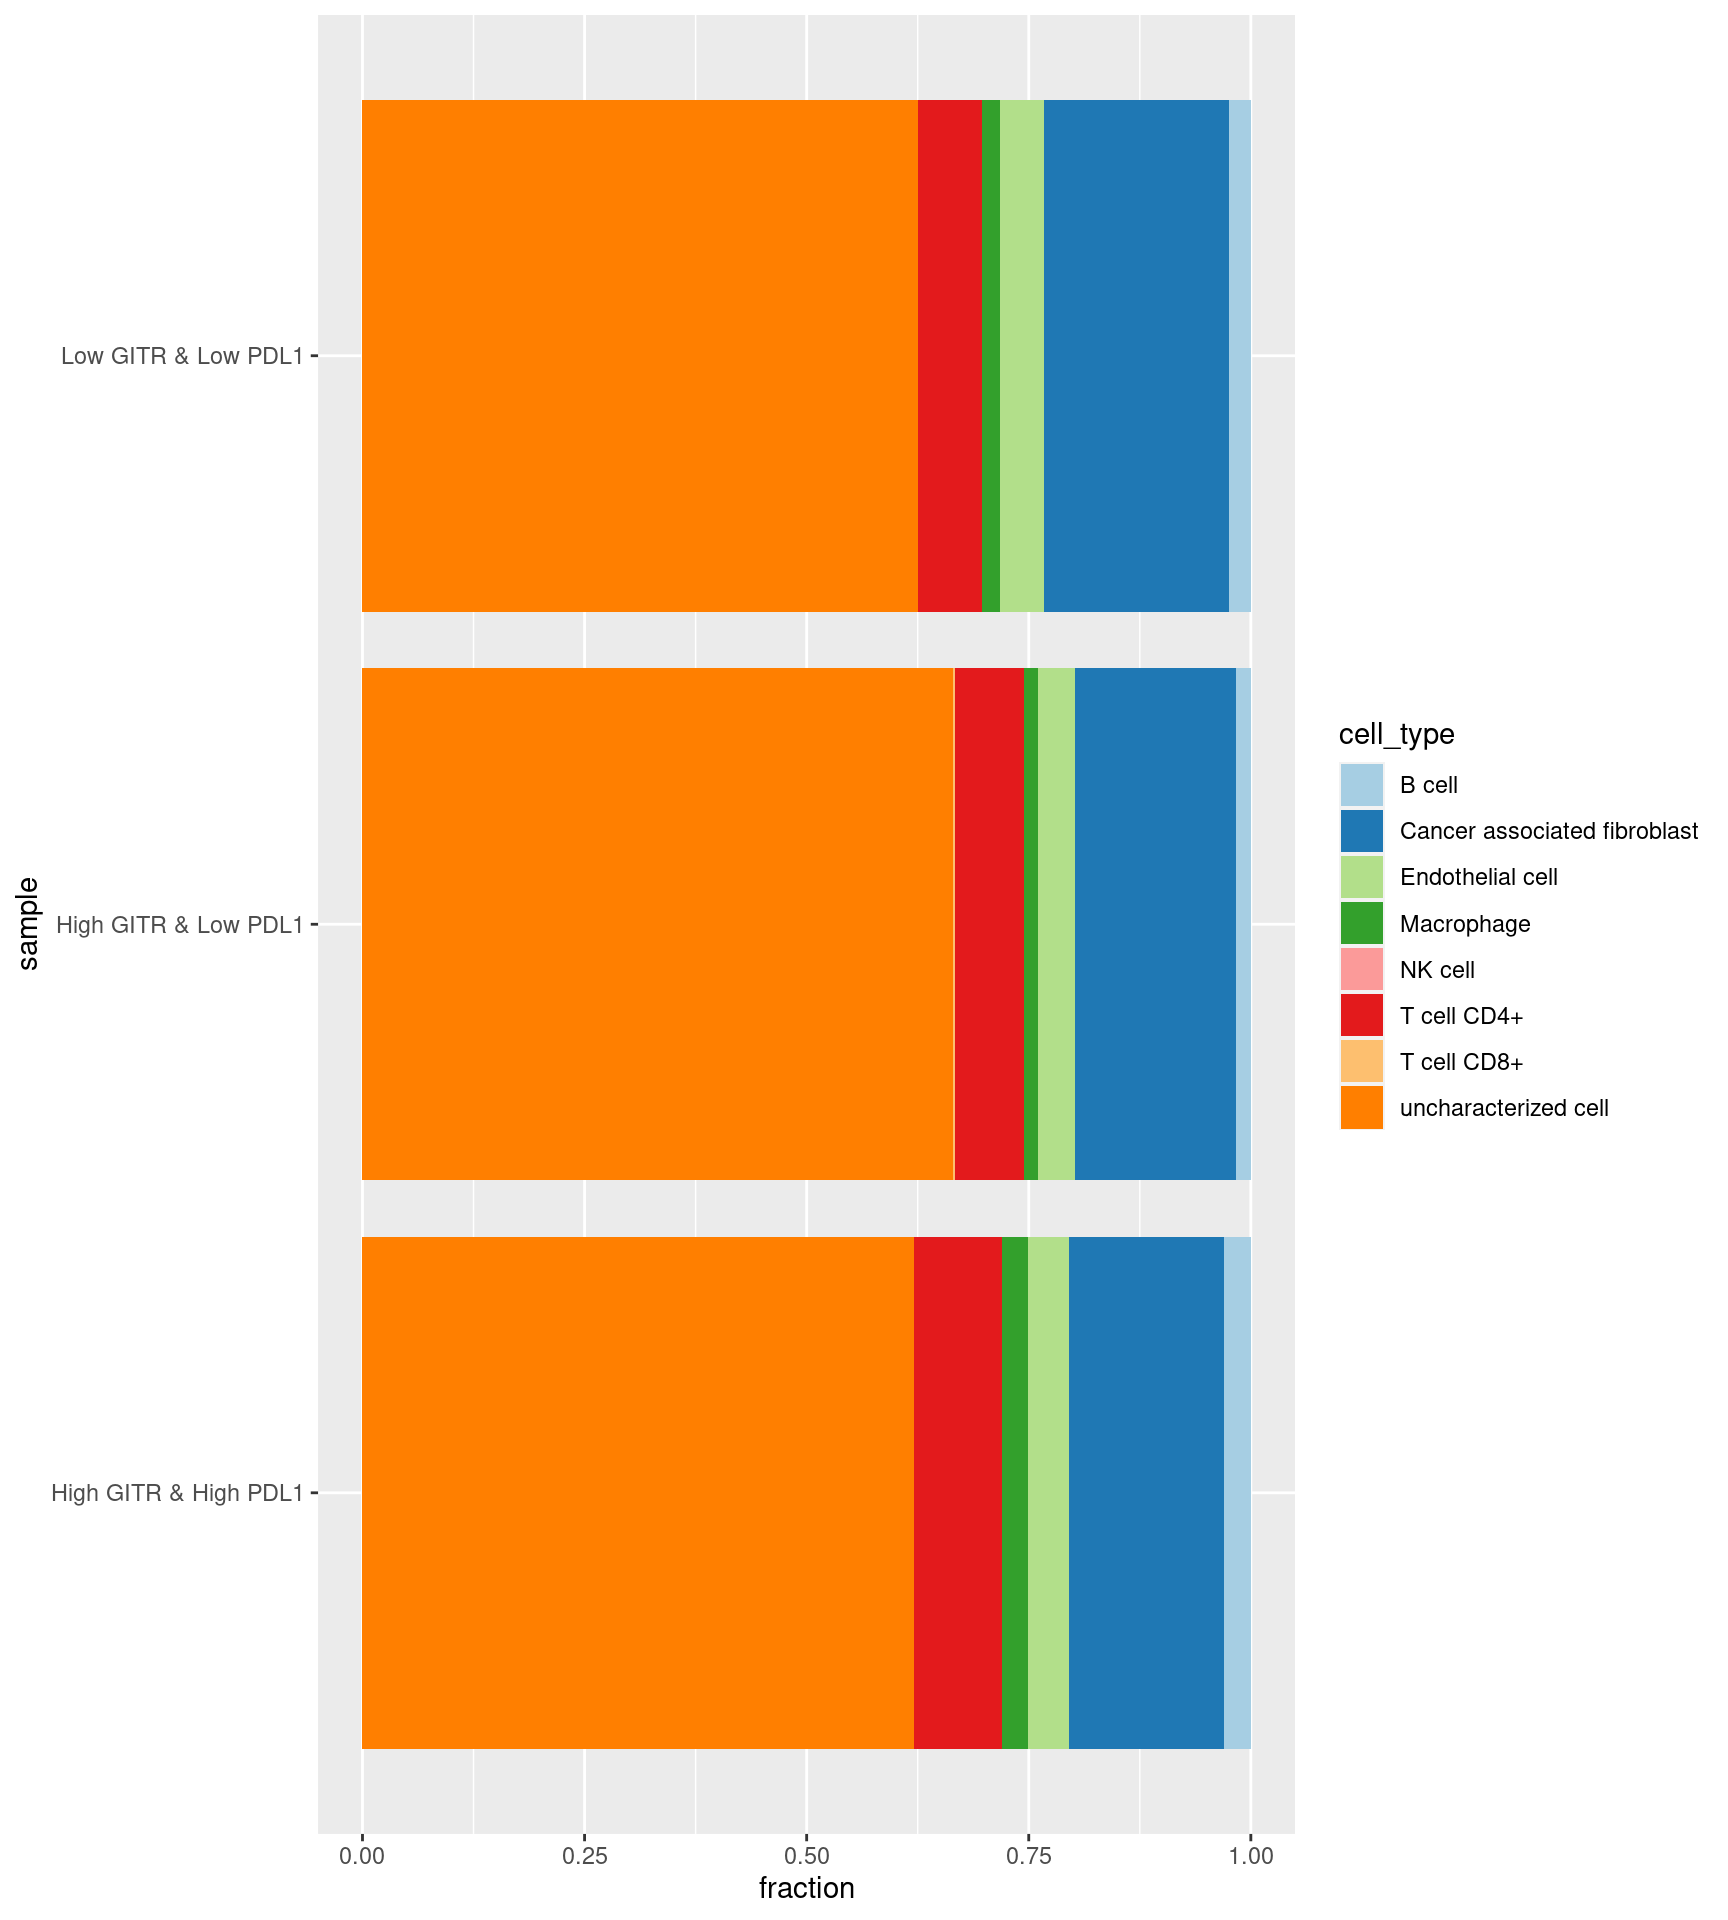 Low GITR & Low PDL1
High GITR & Low PDL1
High GITR & High PDL1
sample
0.00 0.25 0.50 0.75 1.00
fraction
cell_type
B cell
Cancer associated fibroblast
Endothelial cell
Macrophage
NK cell
T cell CD4+
T cell CD8+
uncharacterized cell